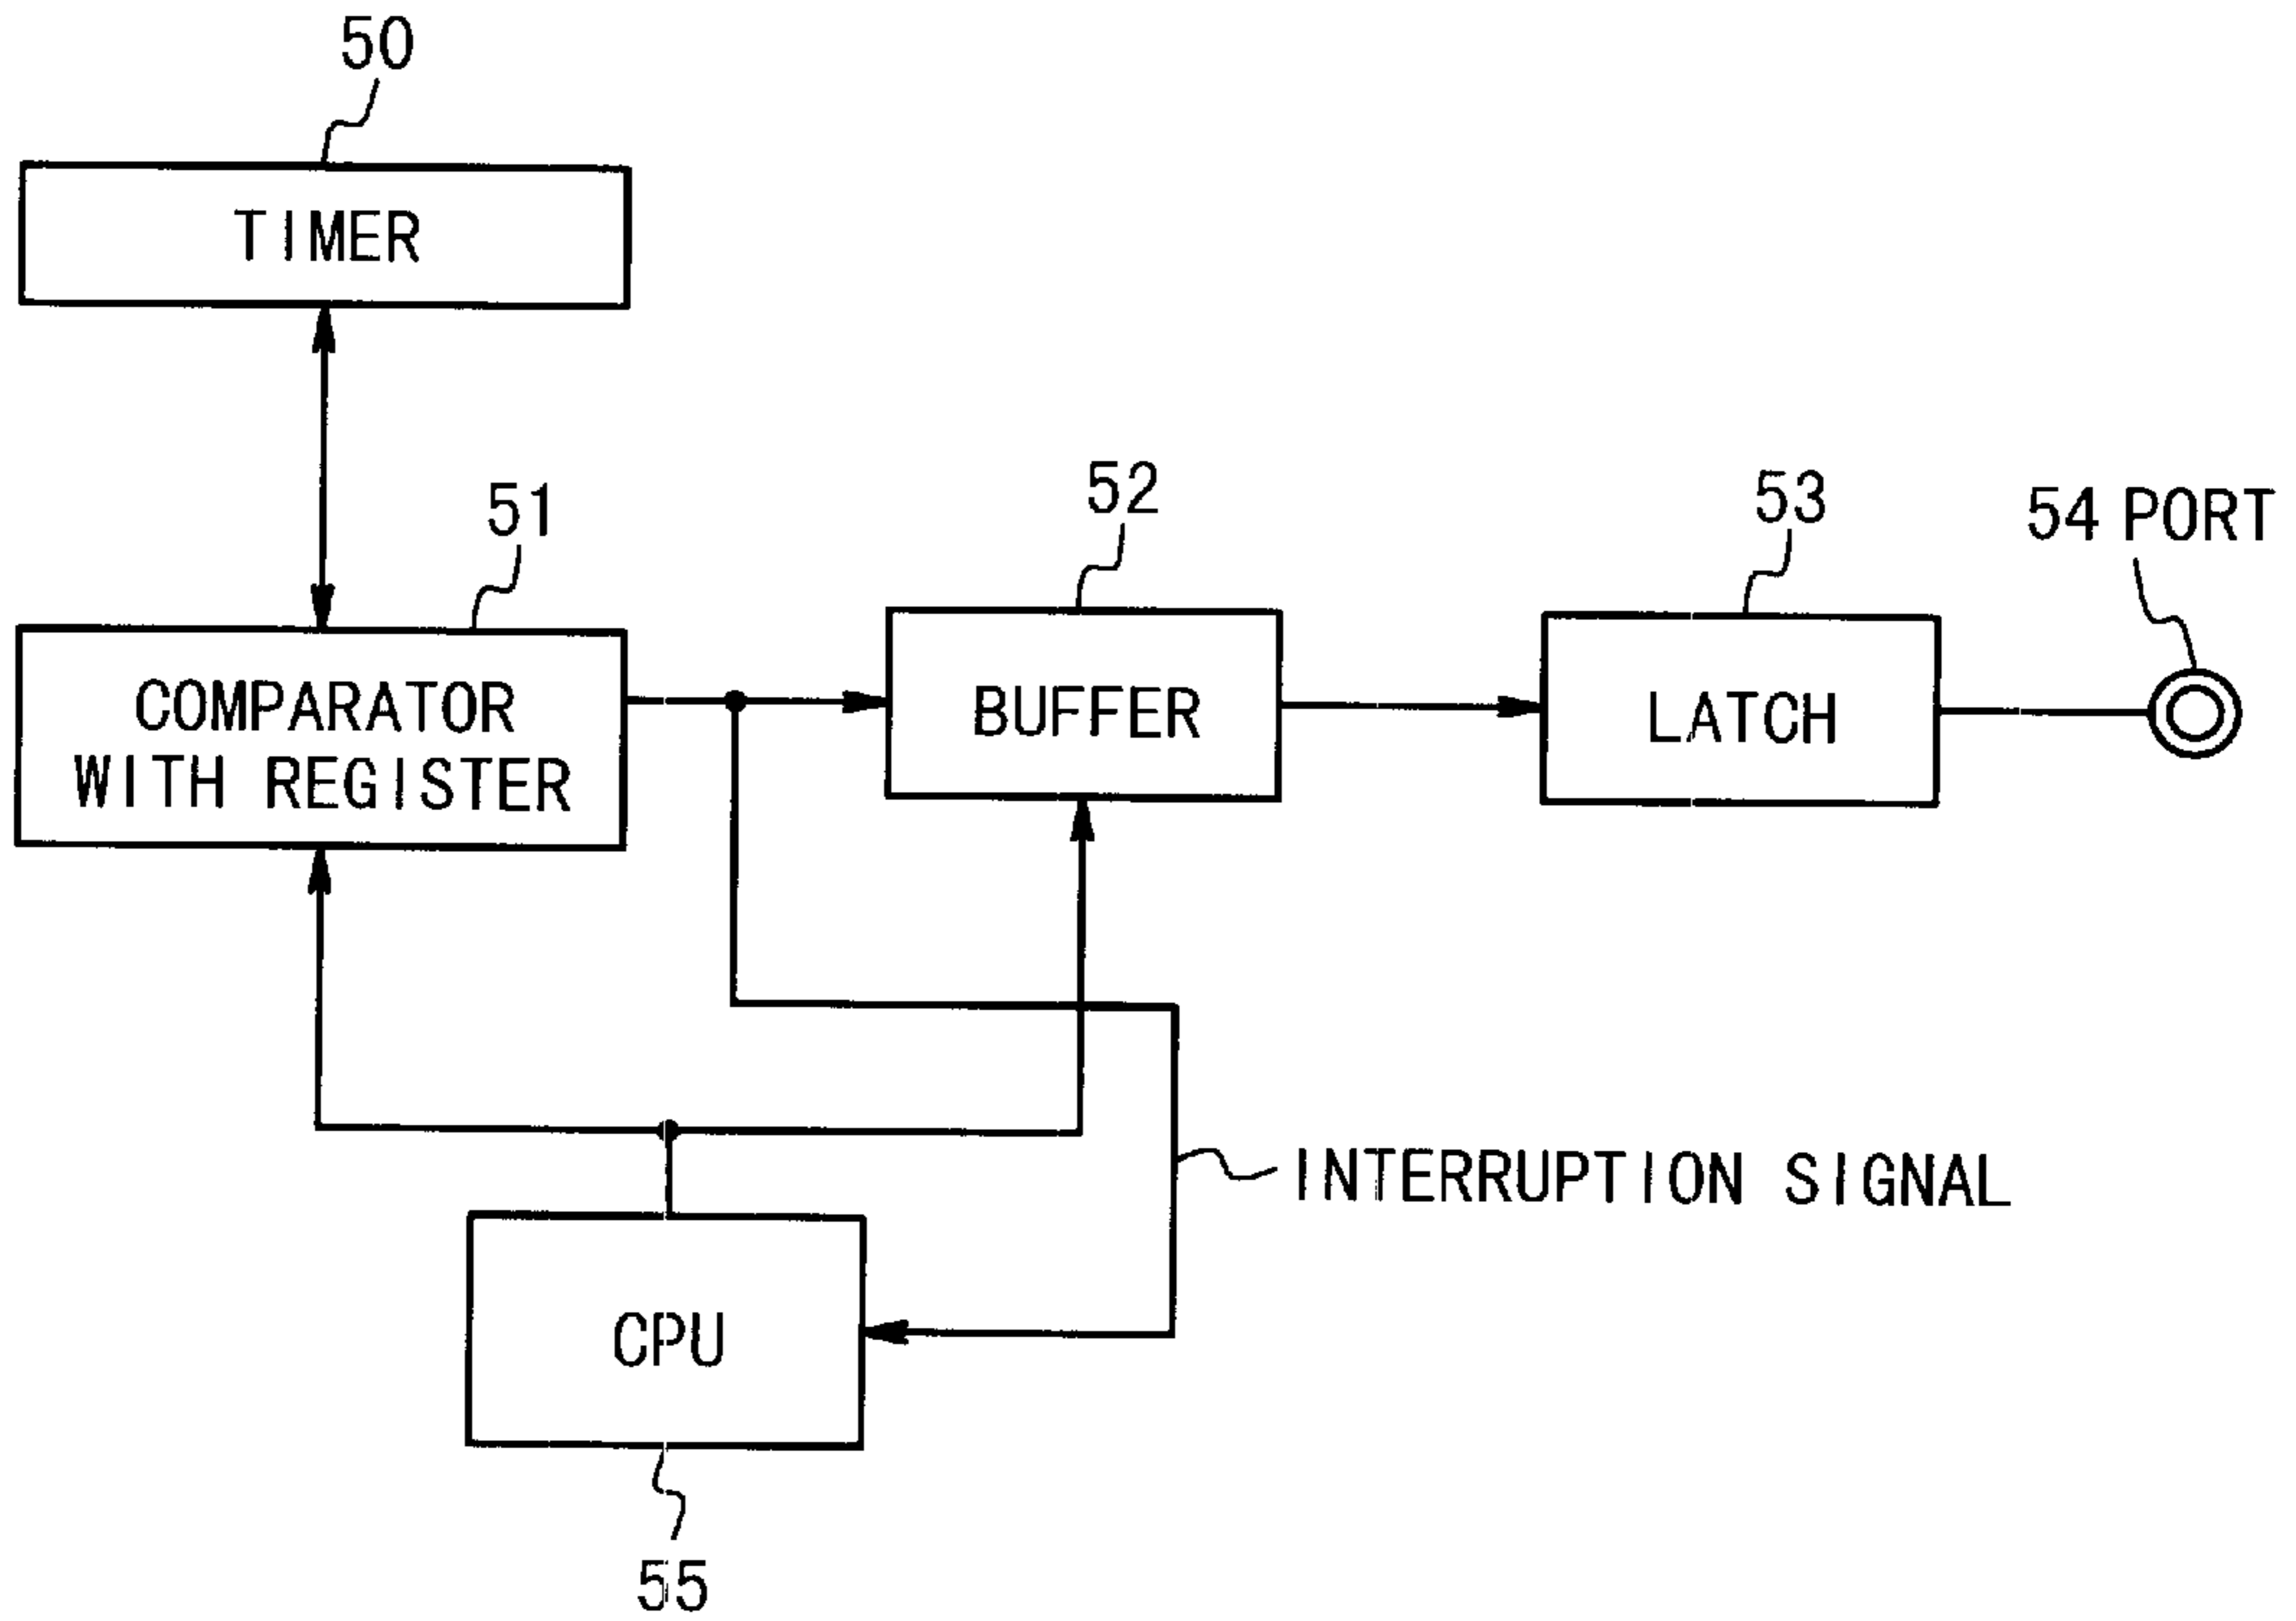 50
TIMER
51
52
53
54 PORT
COMPARATOR
WITH REGISTER
BUFFER
LATCH
INTERRUPTION SIGNAL
CPU
55